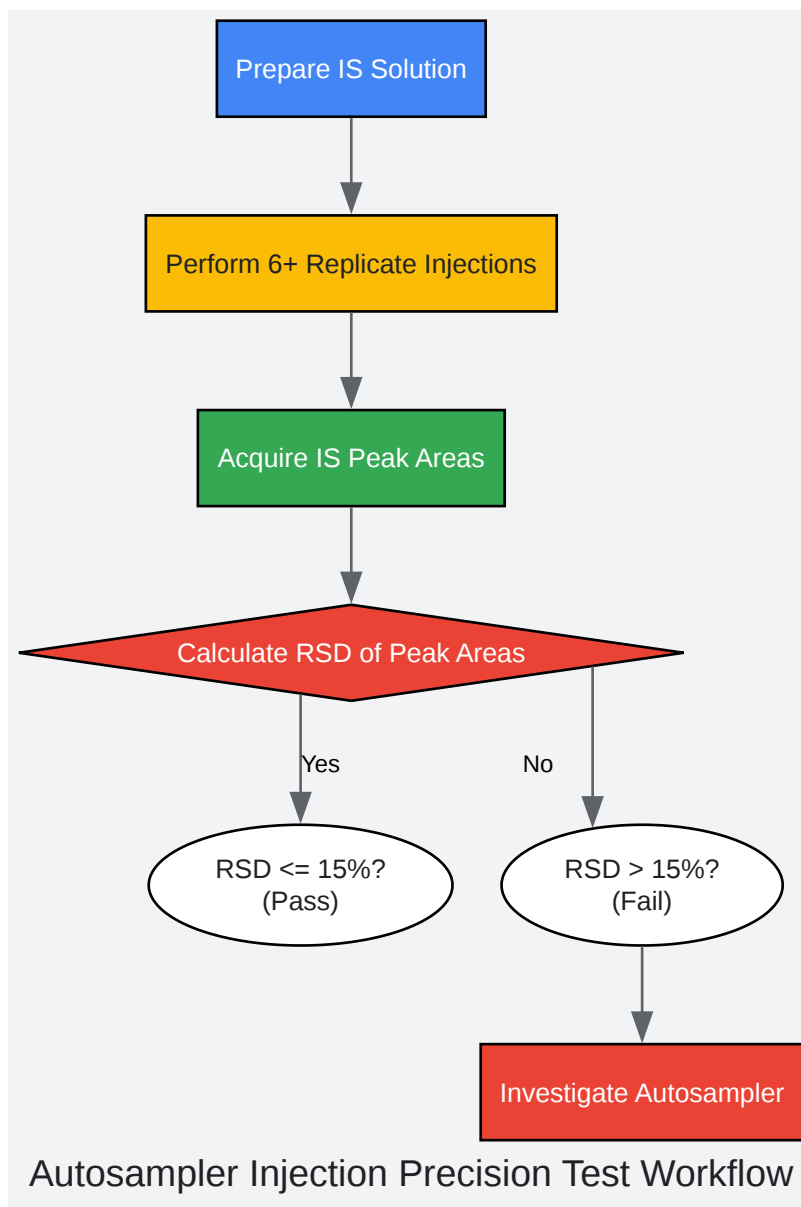 Prepare IS Solution
Perform 6+ Replicate Injections
Acquire IS Peak Areas
Calculate RSD of Peak Areas
Yes
No
RSD <= 15%?
(Pass)
RSD > 15%?
(Fail)
Investigate Autosampler
Autosampler Injection Precision Test Workflow